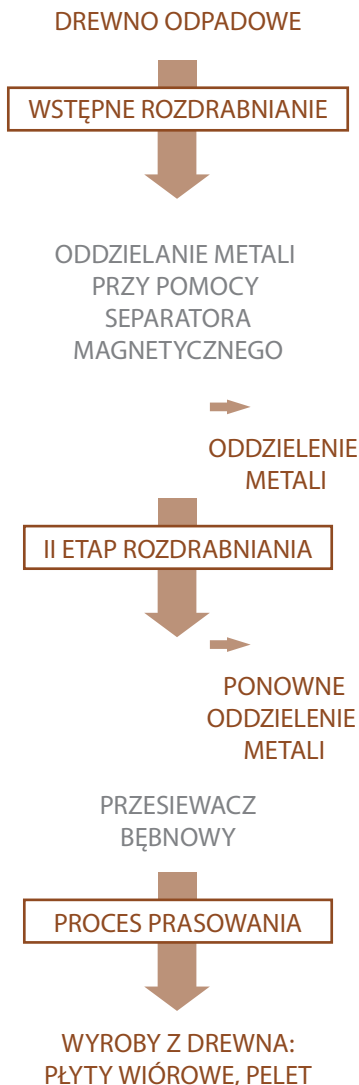 DREWNO ODPADOWE
WSTĘPNE ROZDRABNIANIE
ODDZIELANIE METALI
PRZY POMOCY
SEPARATORA
MAGNETYCZNEGO
ODDZIELENIE
METALI
II ETAP ROZDRABNIANIA
PONOWNE
ODDZIELENIE
METALI
PRZESIEWACZ
BĘBNOWY
PROCES PRASOWANIA
WYROBY Z DREWNA:
PŁYTY WIÓROWE, PELET